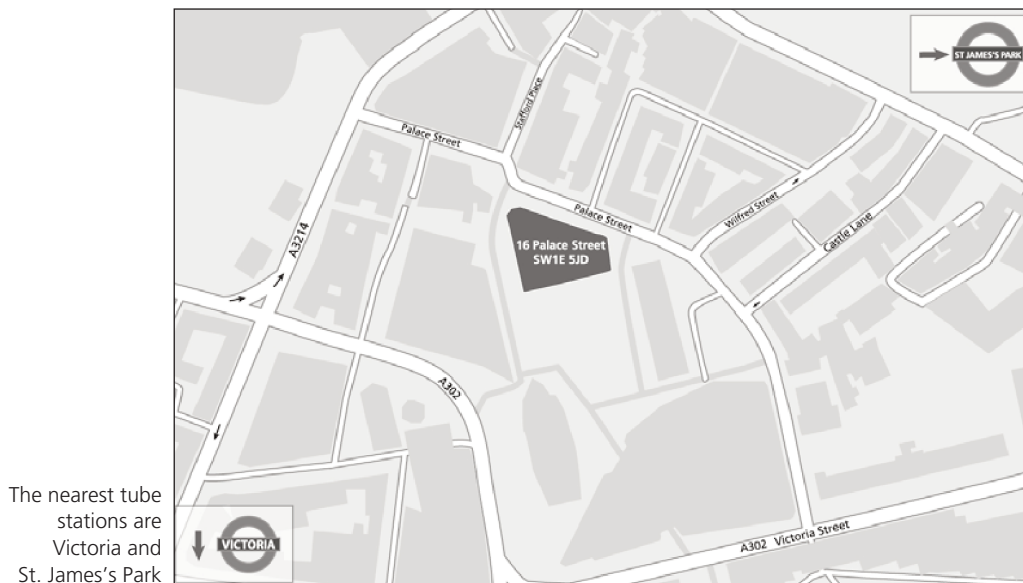 ST JAMES'S PARK
Stafford Place
Palace Street
Palace Street
Wilfred Street
Castle Lane
16 Palace Street
SW1E 5JD
A3214
A302
A302 Victoria Street
VICTORIA
The nearest tube
stations are
Victoria and
St. James’s Park